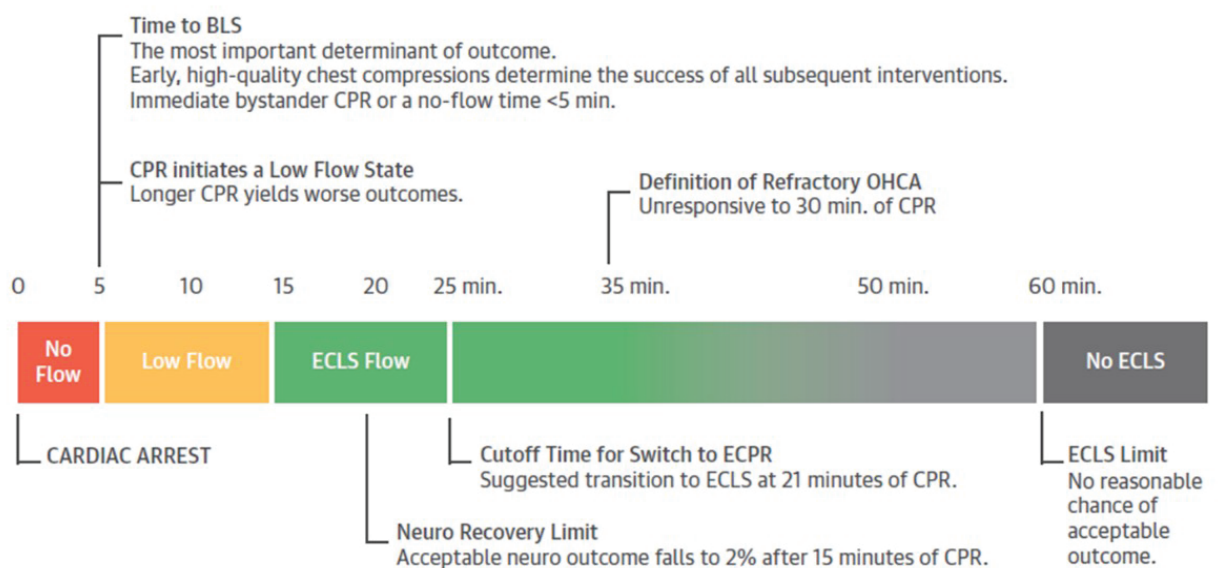 Time to BLS
The most important determinant of outcome.
Early, high-quality chest compressions determine the success of all subsequent interventions.
Immediate bystander CPR or a no-flow time <5 min.
CPR initiates a Low Flow State
Longer CPR yields worse outcomes.
Definition of Refractory OHCA
Unresponsive to 30 min. of CPR
0 5 10 15 20 25 min. 35 min. 50 min. 60 min.
No
Flow
Low Flow
ECLS Flow
No ECLS
CARDIAC ARREST
Cutoff Time for Switch to ECPR
Suggested transition to ECLS at 21 minutes of CPR.
Neuro Recovery Limit
Acceptable neuro outcome falls to 2% after 15 minutes of CPR.
ECLS Limit
No reasonable
chance of
acceptable
outcome.